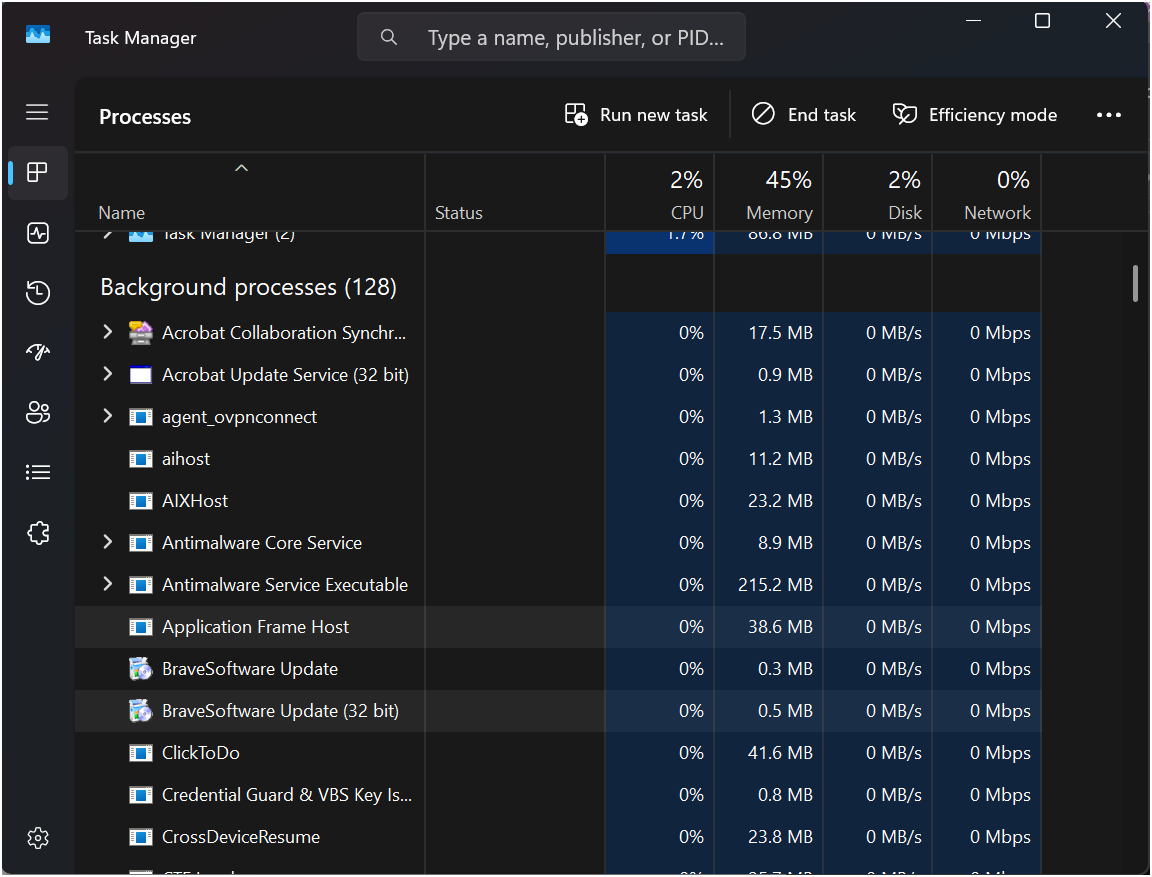 Task Manager
Type a name, publisher, or PID...
Processes
Run new task
End task
Efficiency mode
2% 45% 2% 0%
Name Status CPU Memory Disk Network
Task Manager (2) 1.7% 86.8 MB 0 MB/s 0 Mbps
Background processes (128)
Acrobat Collaboration Synchr... 0% 17.5 MB 0 MB/s 0 Mbps
Acrobat Update Service (32 bit) 0% 0.9 MB 0 MB/s 0 Mbps
agent_ovpnconnect 0% 1.3 MB 0 MB/s 0 Mbps
aihost 0% 11.2 MB 0 MB/s 0 Mbps
AIXHost 0% 23.2 MB 0 MB/s 0 Mbps
Antimalware Core Service 0% 8.9 MB 0 MB/s 0 Mbps
Antimalware Service Executable 0% 215.2 MB 0 MB/s 0 Mbps
Application Frame Host 0% 38.6 MB 0 MB/s 0 Mbps
BraveSoftware Update 0% 0.3 MB 0 MB/s 0 Mbps
BraveSoftware Update (32 bit) 0% 0.5 MB 0 MB/s 0 Mbps
ClickToDo 0% 41.6 MB 0 MB/s 0 Mbps
Credential Guard & VBS Key Is... 0% 0.8 MB 0 MB/s 0 Mbps
CrossDeviceResume 0% 23.8 MB 0 MB/s 0 Mbps